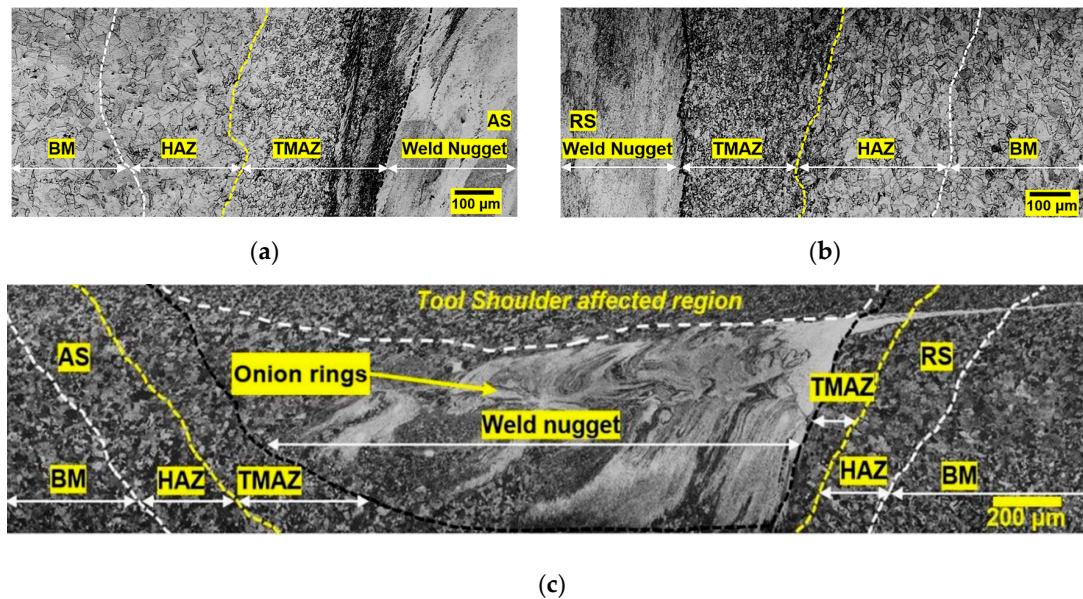 AS
BM
HAZ
TMAZ
Weld Nugget
100 µm
RS
Weld Nugget
TMAZ
HAZ
BM
100 µm
(a)
(b)
Tool Shoulder affected region
AS
RS
Onion rings
TMAZ
Weld nugget
BM
HAZ
TMAZ
HAZ
BM
200 µm
(c)